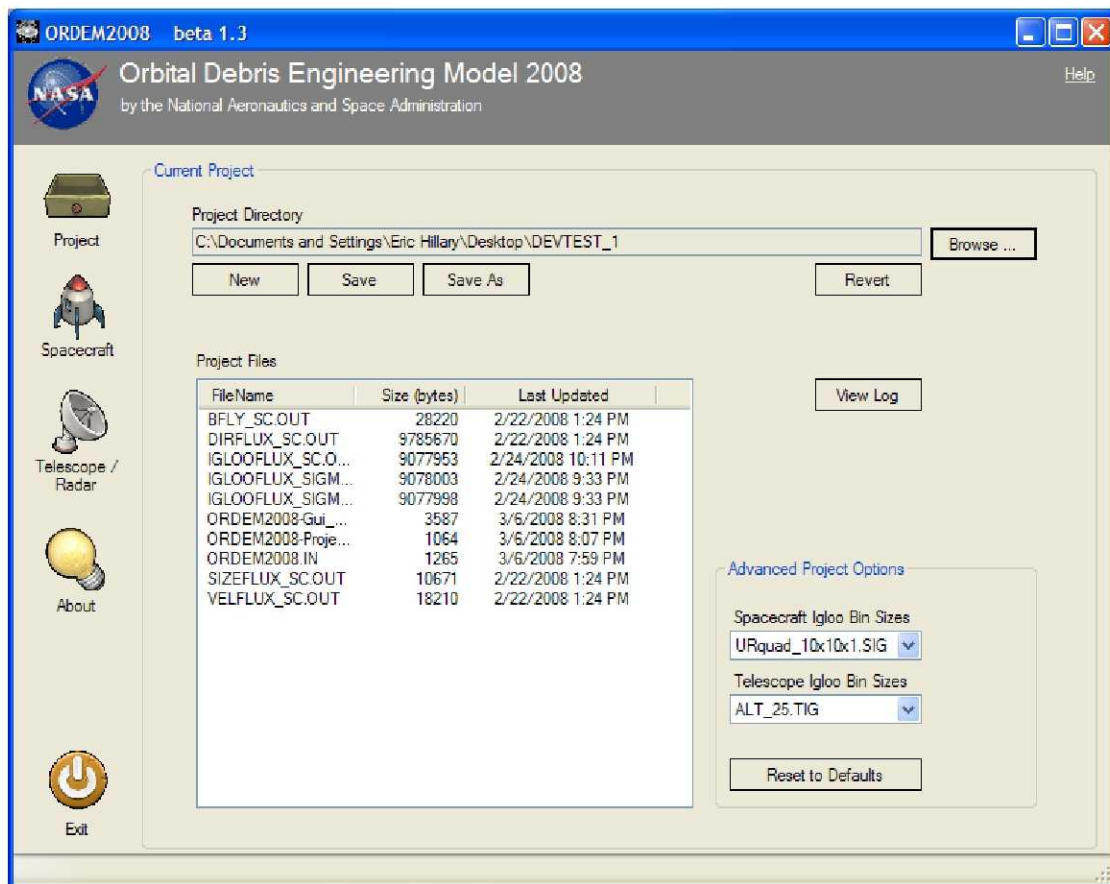 ORDEM2008 beta 1.3
NASA
Orbital Debris Engineering Model 2008
by the National Aeronautics and Space Administration
Help
Project
Spacecraft
Telescope /
Radar
About
Exit
Current Project
Project Directory
C:\Documents and Settings\Eric Hillary\Desktop\DEVTEST_1
Browse ...
New Save Save As Revert
Project Files
View Log
FileName Size (bytes) Last Updated
BFLY_SC.OUT 28220 2/22/2008 1:24 PM
DIRFLUX_SC.OUT 9785670 2/22/2008 1:24 PM
IGLOOFLUX_SC.O... 9077953 2/24/2008 10:11 PM
IGLOOFLUX_SIGM... 9078003 2/24/2008 9:33 PM
IGLOOFLUX_SIGM... 9077998 2/24/2008 9:33 PM
ORDEM2008-Gui_... 3587 3/6/2008 8:31 PM
ORDEM2008-Proje... 1064 3/6/2008 8:07 PM
ORDEM2008.IN 1265 3/6/2008 7:59 PM
SIZEFLUX_SC.OUT 10671 2/22/2008 1:24 PM
VELFLUX_SC.OUT 18210 2/22/2008 1:24 PM
Advanced Project Options
Spacecraft Igloo Bin Sizes
URquad_10x10x1.SIG
Telescope Igloo Bin Sizes
ALT_25.TIG
Reset to Defaults